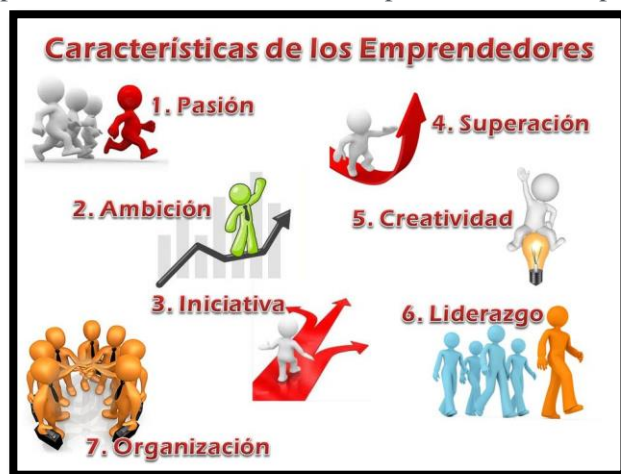 Características de los Emprendedores
1. Pasión
2. Ambición
3. Iniciativa
4. Superación
5. Creatividad
6. Liderazgo
7. Organización